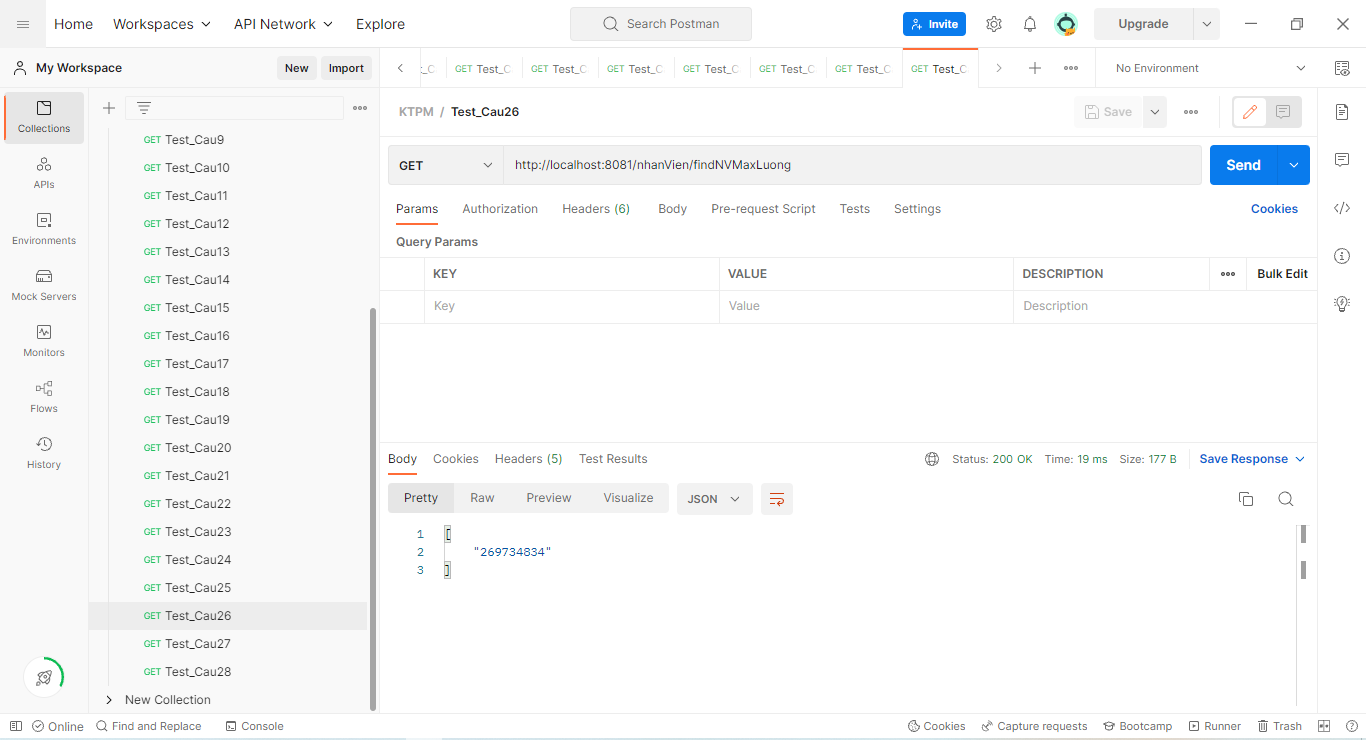 Home Workspaces API Network Explore Search Postman Invite Upgrade
My Workspace New Import
GET Test_C GET Test_C GET Test_C GET Test_C GET Test_C GET Test_C GET Test_C No Environment
Collections
APIs
Environments
Mock Servers
Monitors
Flows
History
GET Test_Cau9
GET Test_Cau10
GET Test_Cau11
GET Test_Cau12
GET Test_Cau13
GET Test_Cau14
GET Test_Cau15
GET Test_Cau16
GET Test_Cau17
GET Test_Cau18
GET Test_Cau19
GET Test_Cau20
GET Test_Cau21
GET Test_Cau22
GET Test_Cau23
GET Test_Cau24
GET Test_Cau25
GET Test_Cau26
GET Test_Cau27
GET Test_Cau28
New Collection
KTPM / Test_Cau26 Save
GET http://localhost:8081/nhanVien/findNVMaxLuong Send
Params Authorization Headers (6) Body Pre-request Script Tests Settings Cookies
Query Params
KEY VALUE DESCRIPTION Bulk Edit
Key Value Description
Body Cookies Headers (5) Test Results Status: 200 OK Time: 19 ms Size: 177 B Save Response
Pretty Raw Preview Visualize JSON
1 [
2 "269734834"
3 ]
Online Find and Replace Console Cookies Capture requests Bootcamp Runner Trash